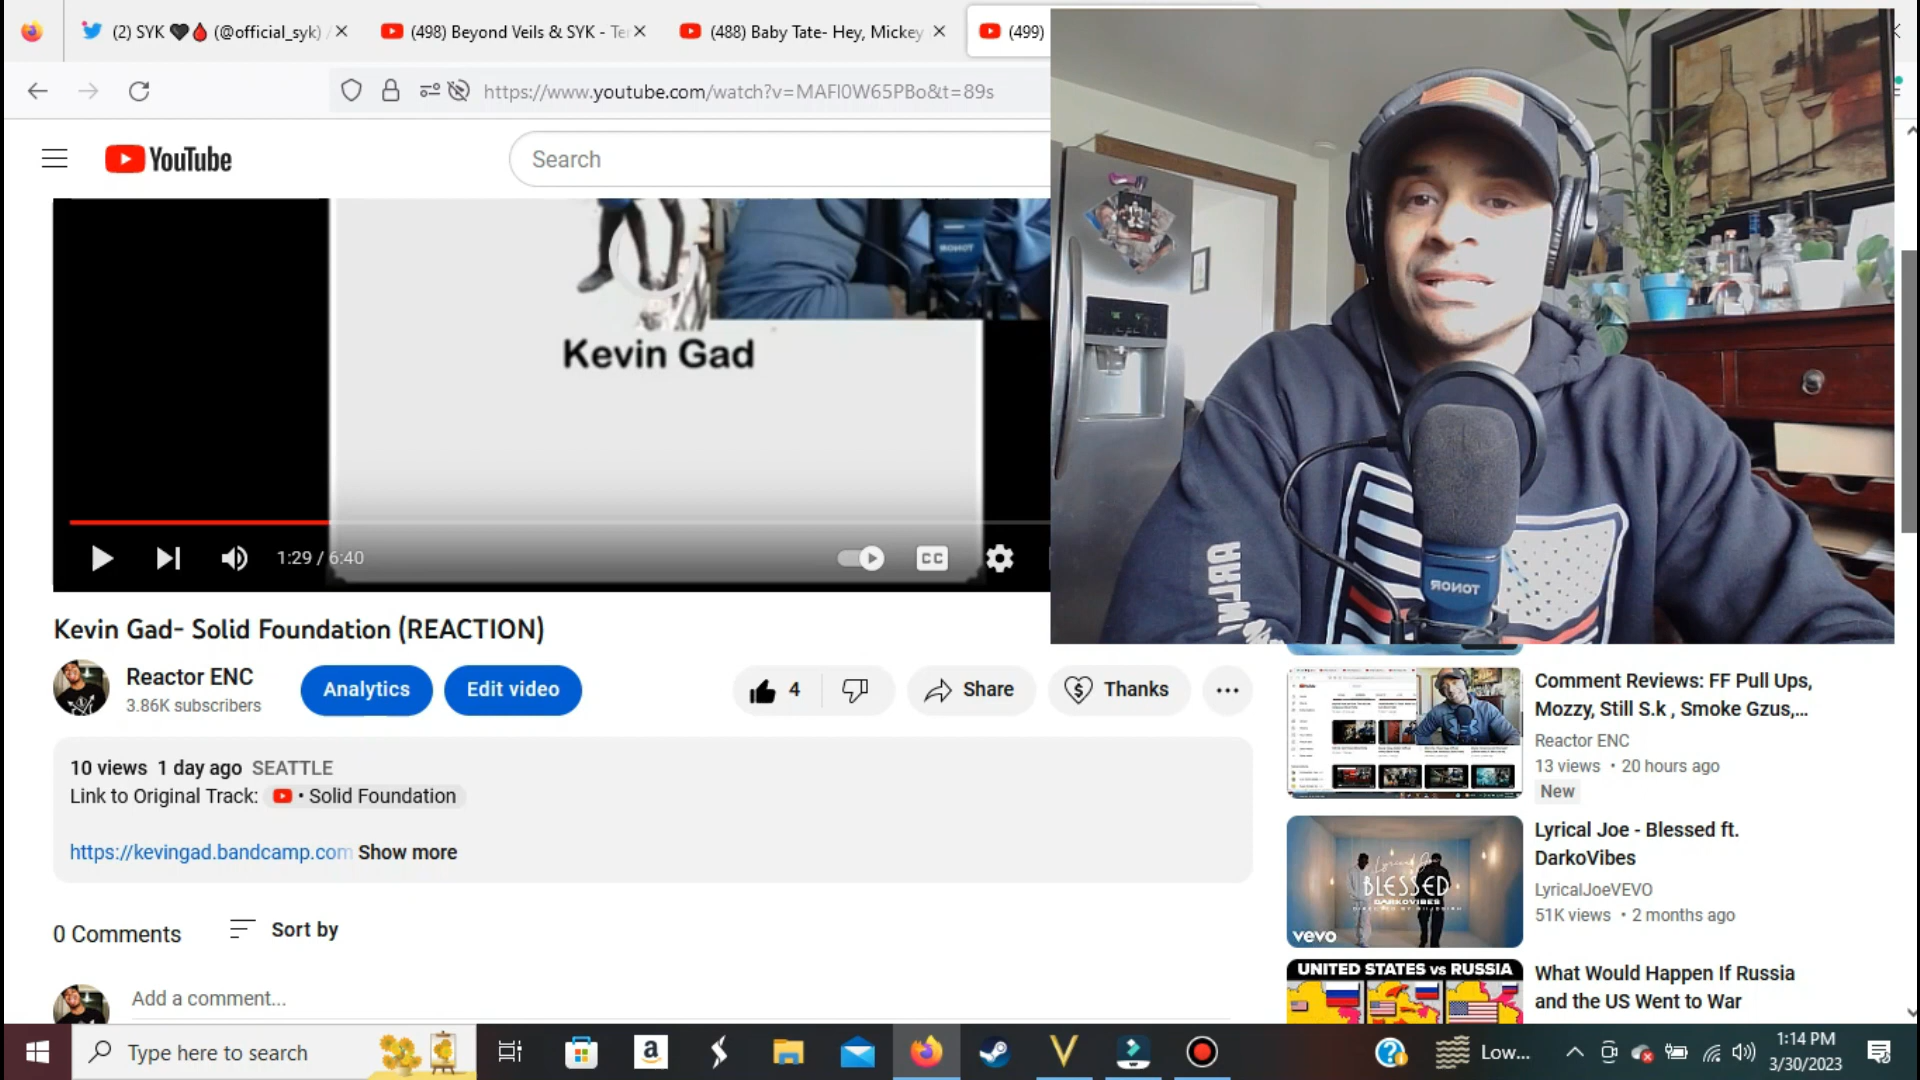 (2) SYK 🖤🩸 (@official_syk)
(498) Beyond Veils & SYK - Te
(488) Baby Tate- Hey, Mickey
(499)
https://www.youtube.com/watch?v=MAFl0W65PBo&t=89s
YouTube
Search
Kevin Gad
1:29 / 6:40
CC
TONOR
Kevin Gad- Solid Foundation (REACTION)
Reactor ENC
3.86K subscribers
Analytics
Edit video
4
Share
Thanks
10 views 1 day ago SEATTLE
Link to Original Track: • Solid Foundation
https://kevingad.bandcamp.com Show more
0 Comments
Sort by
Add a comment...
Comment Reviews: FF Pull Ups,
Mozzy, Still S.k , Smoke Gzus,...
Reactor ENC
13 views • 20 hours ago
New
Lyrical Joe
BLESSED
DARKOVIBES
vevo
Lyrical Joe - Blessed ft.
DarkoVibes
LyricalJoeVEVO
51K views • 2 months ago
UNITED STATES vs RUSSIA
What Would Happen If Russia
and the US Went to War
Type here to search
Low...
1:14 PM
3/30/2023